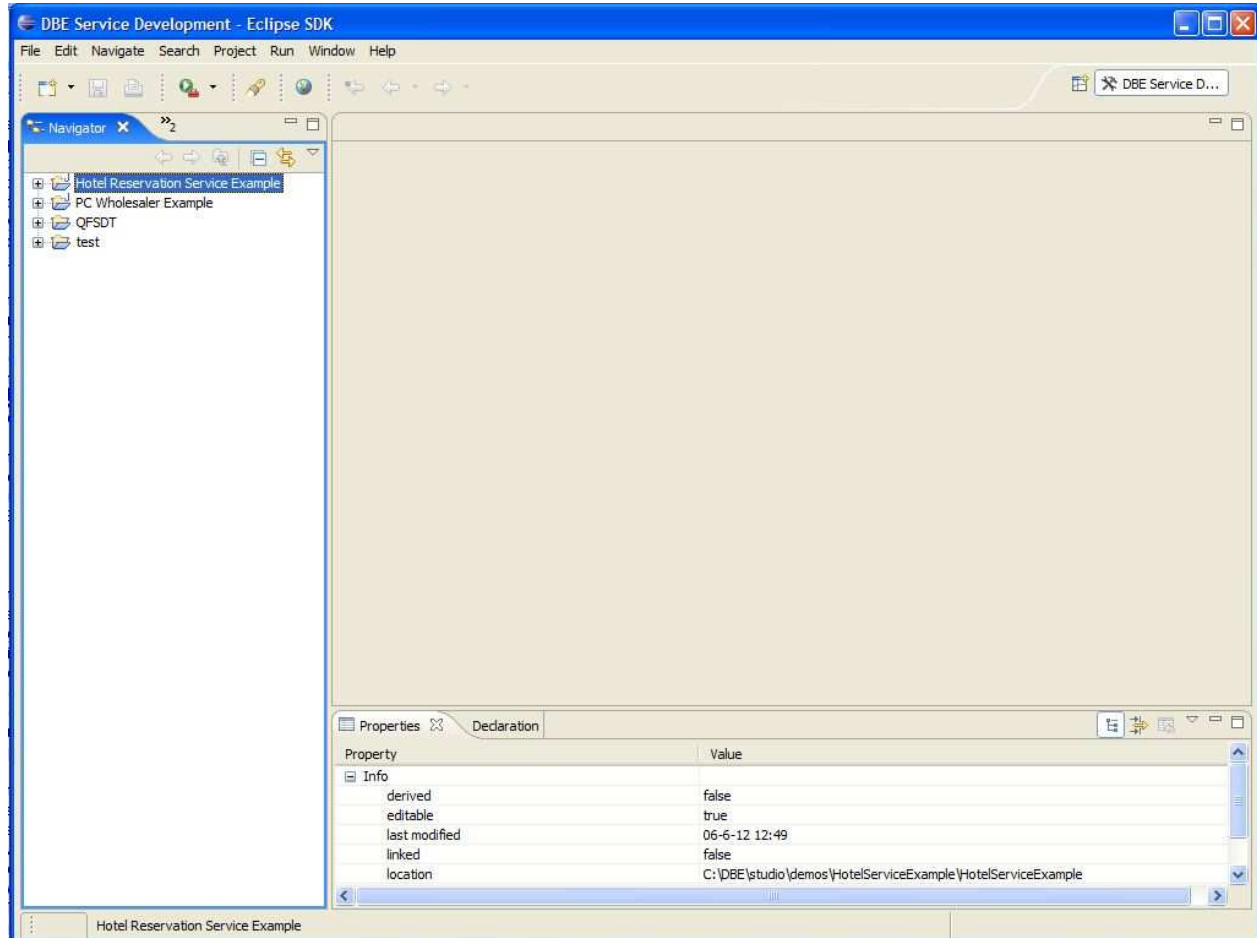 DBE Service Development - Eclipse SDK
File Edit Navigate Search Project Run Window Help
DBE Service D...
Navigator
»2
Hotel Reservation Service Example
PC Wholesaler Example
QFSDT
test
Properties Declaration
Property Value
Info
derived false
editable true
last modified 06-6-12 12:49
linked false
location C:\DBE\studio\demos\HotelServiceExample\HotelServiceExample
Hotel Reservation Service Example